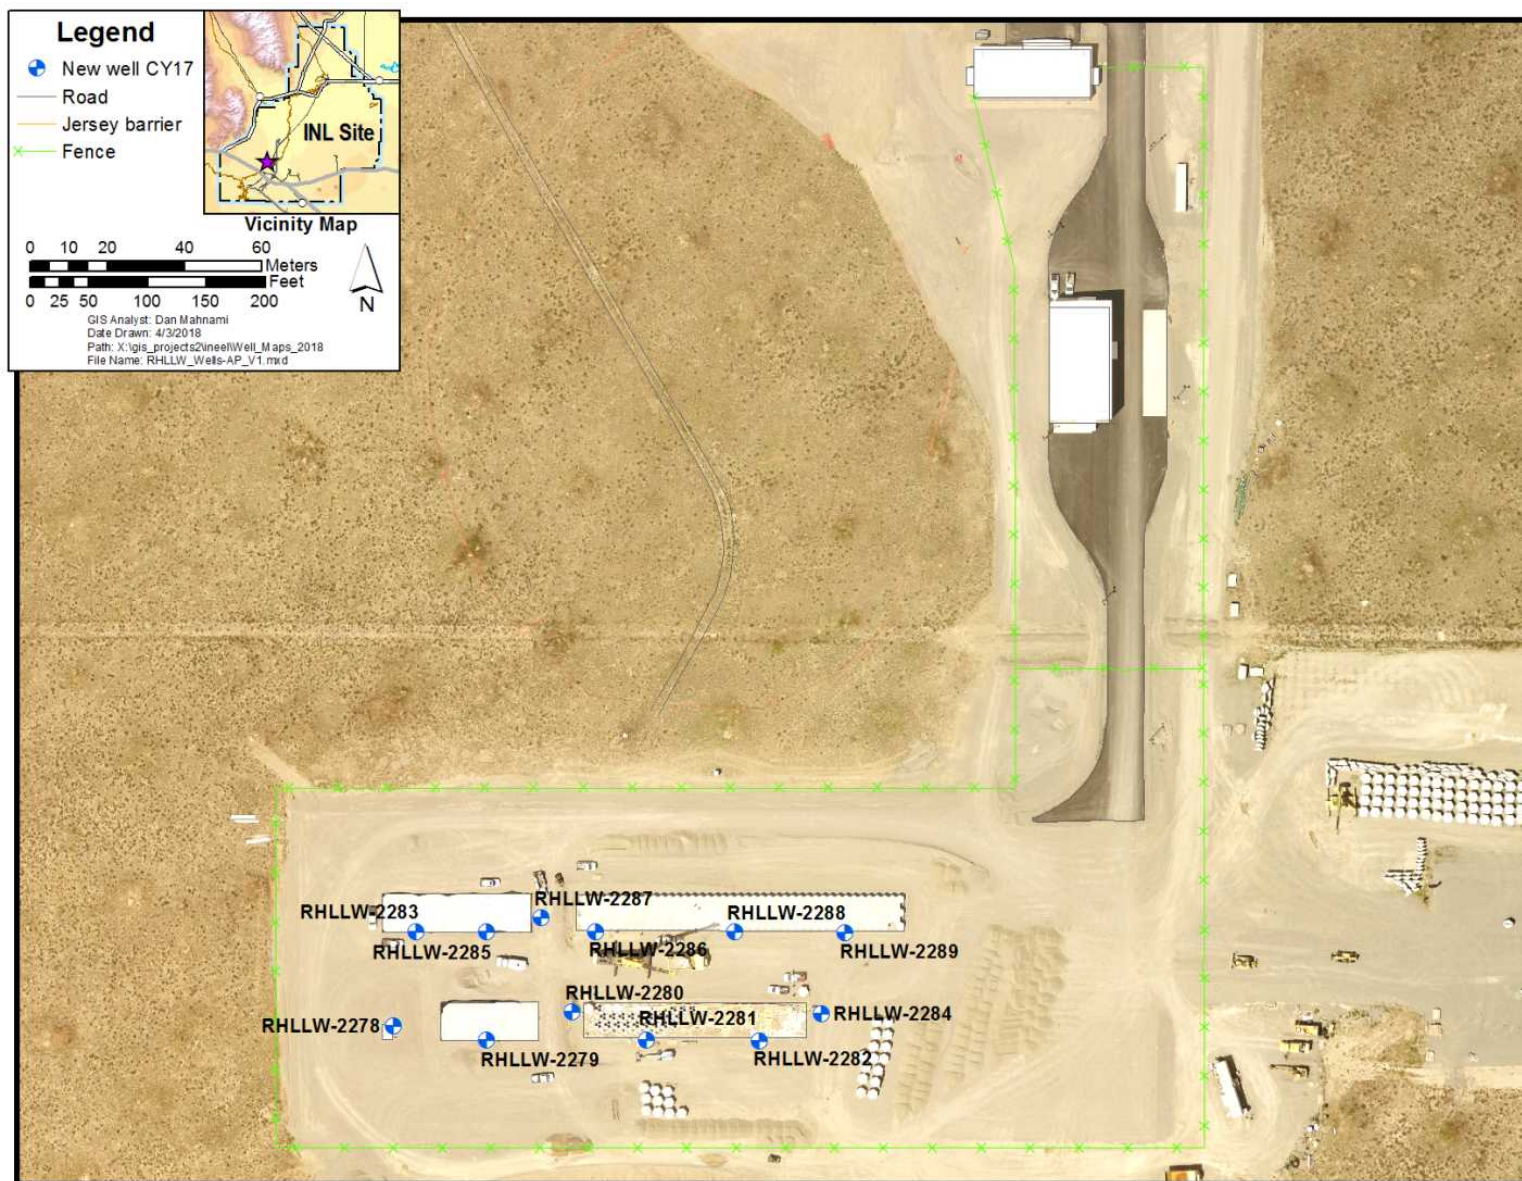 Legend
New well CY17
Road
Jersey barrier
Fence
INL Site
Vicinity Map
0 10 20 40 60
Meters
Feet
0 25 50 100 150 200
N
GIS Analyst: Dan Mahnami
Date Drawn: 4/3/2018
Path: X:\gis_projects2\ineel\Well_Maps_2018
File Name: RHLLW_Wells-AP_V1.mxd
RHLLW-2283
RHLLW-2287
RHLLW-2288
RHLLW-2285
RHLLW-2286
RHLLW-2289
RHLLW-2280
RHLLW-2278
RHLLW-2281
RHLLW-2284
RHLLW-2279
RHLLW-2282